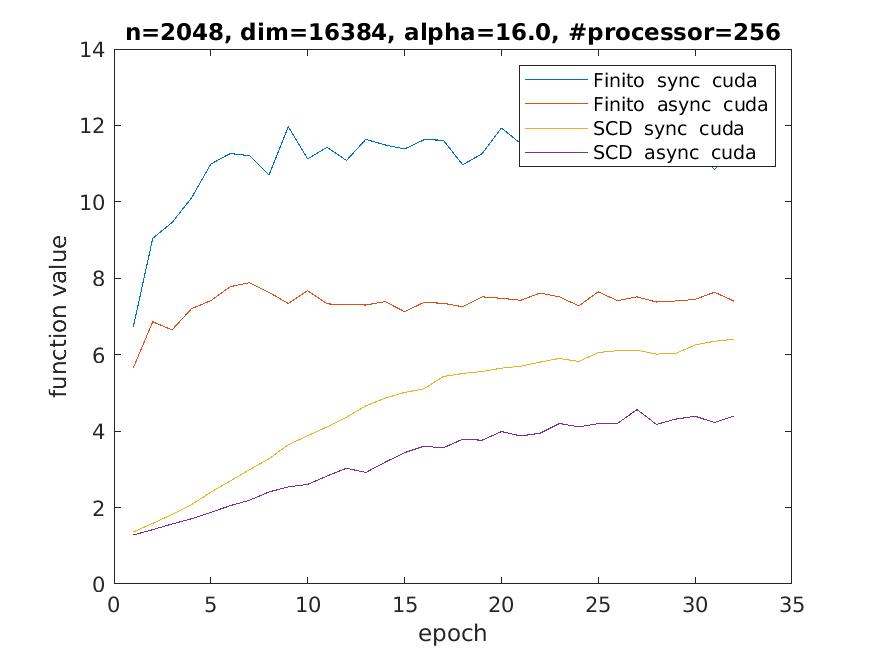 n=2048, dim=16384, alpha=16.0, #processor=256
14
12
10
8
6
4
2
0
function value
Finito sync cuda
Finito async cuda
SCD sync cuda
SCD async cuda
0 5 10 15 20 25 30 35
epoch